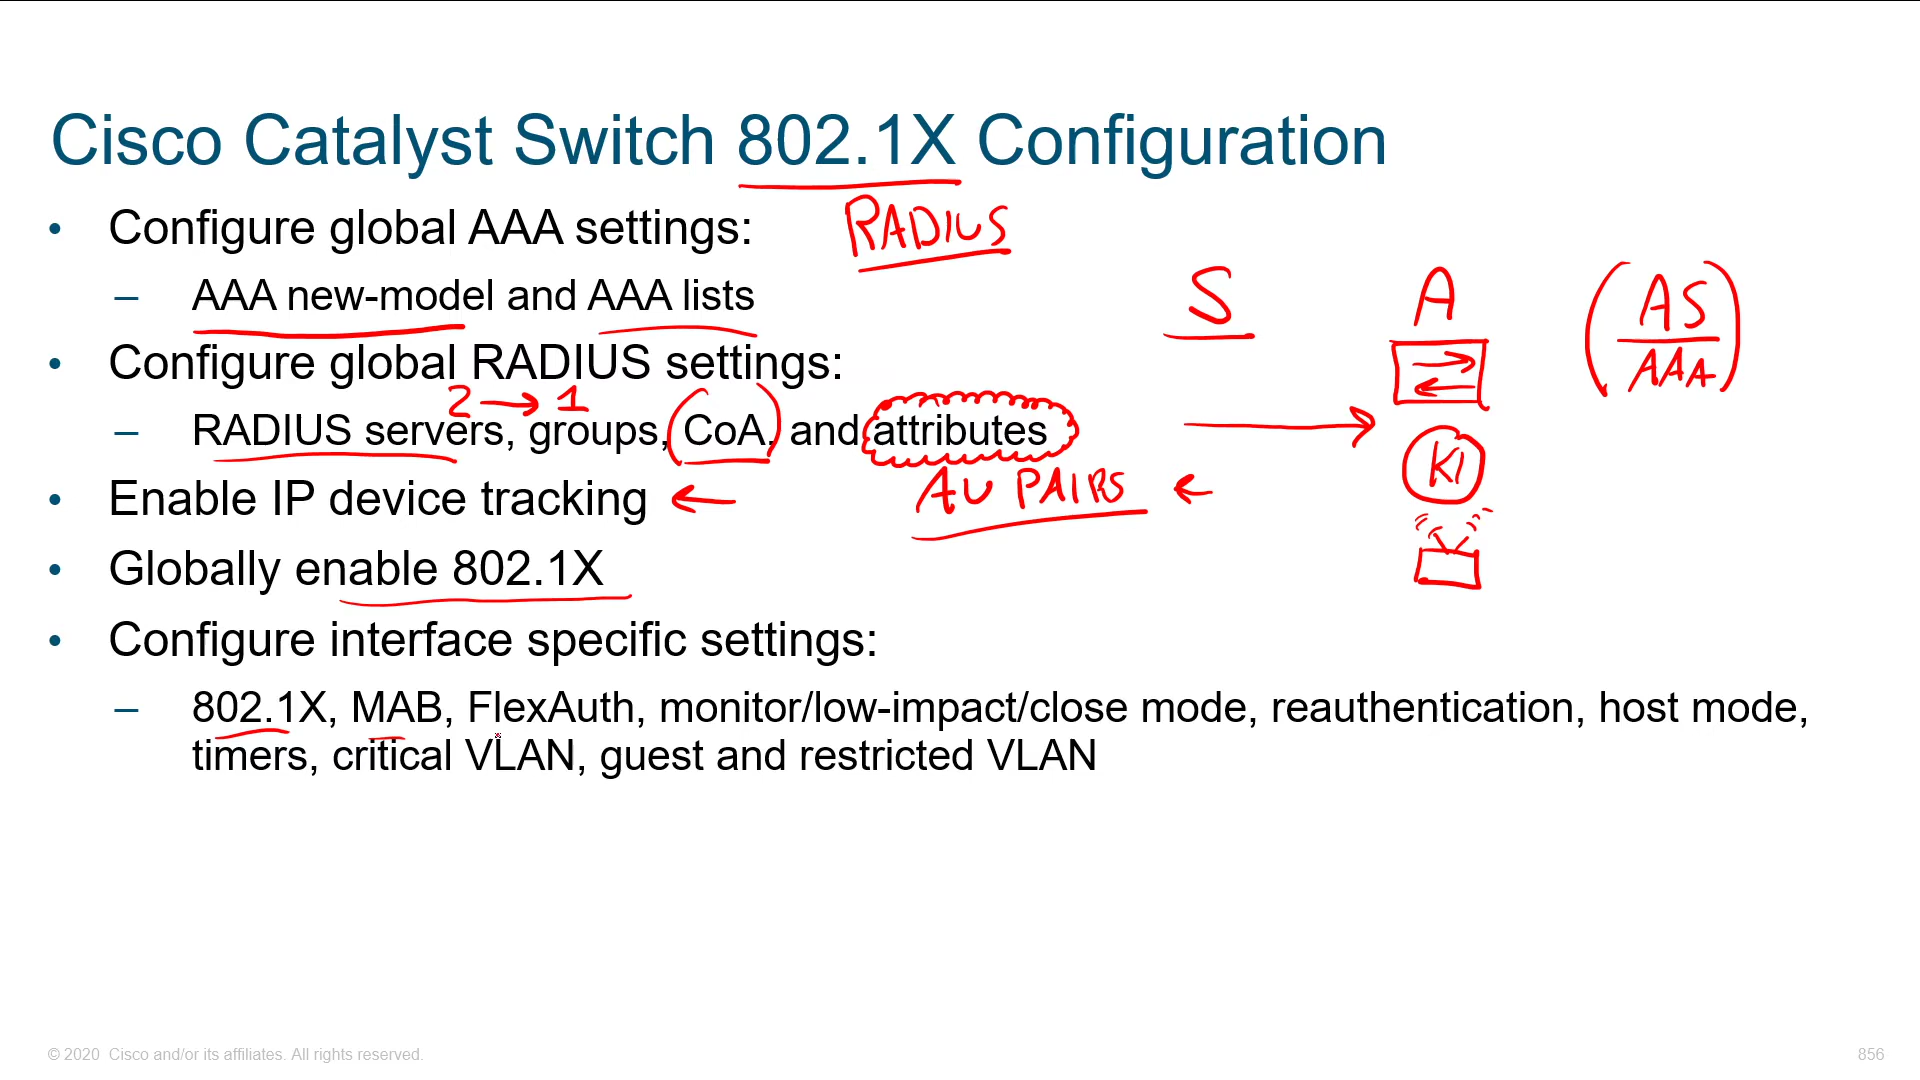 Cisco Catalyst Switch 802.1X Configuration
• Configure global AAA settings:
RADIUS
– AAA new-model and AAA lists
S
A
AS
AAA
• Configure global RADIUS settings:
2 → 1
– RADIUS servers, groups, CoA, and attributes
• Enable IP device tracking ←
AV PAIRS ←
• Globally enable 802.1X
• Configure interface specific settings:
– 802.1X, MAB, FlexAuth, monitor/low-impact/close mode, reauthentication, host mode,
timers, critical VLAN, guest and restricted VLAN
© 2020 Cisco and/or its affiliates. All rights reserved.
856